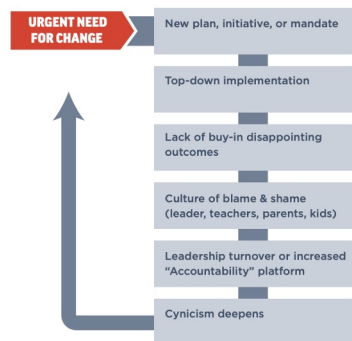 URGENT NEED
FOR CHANGE
New plan, initiative, or mandate
Top-down implementation
Lack of buy-in disappointing
outcomes
Culture of blame & shame
(leader, teachers, parents, kids)
Leadership turnover or increased
“Accountability” platform
Cynicism deepens